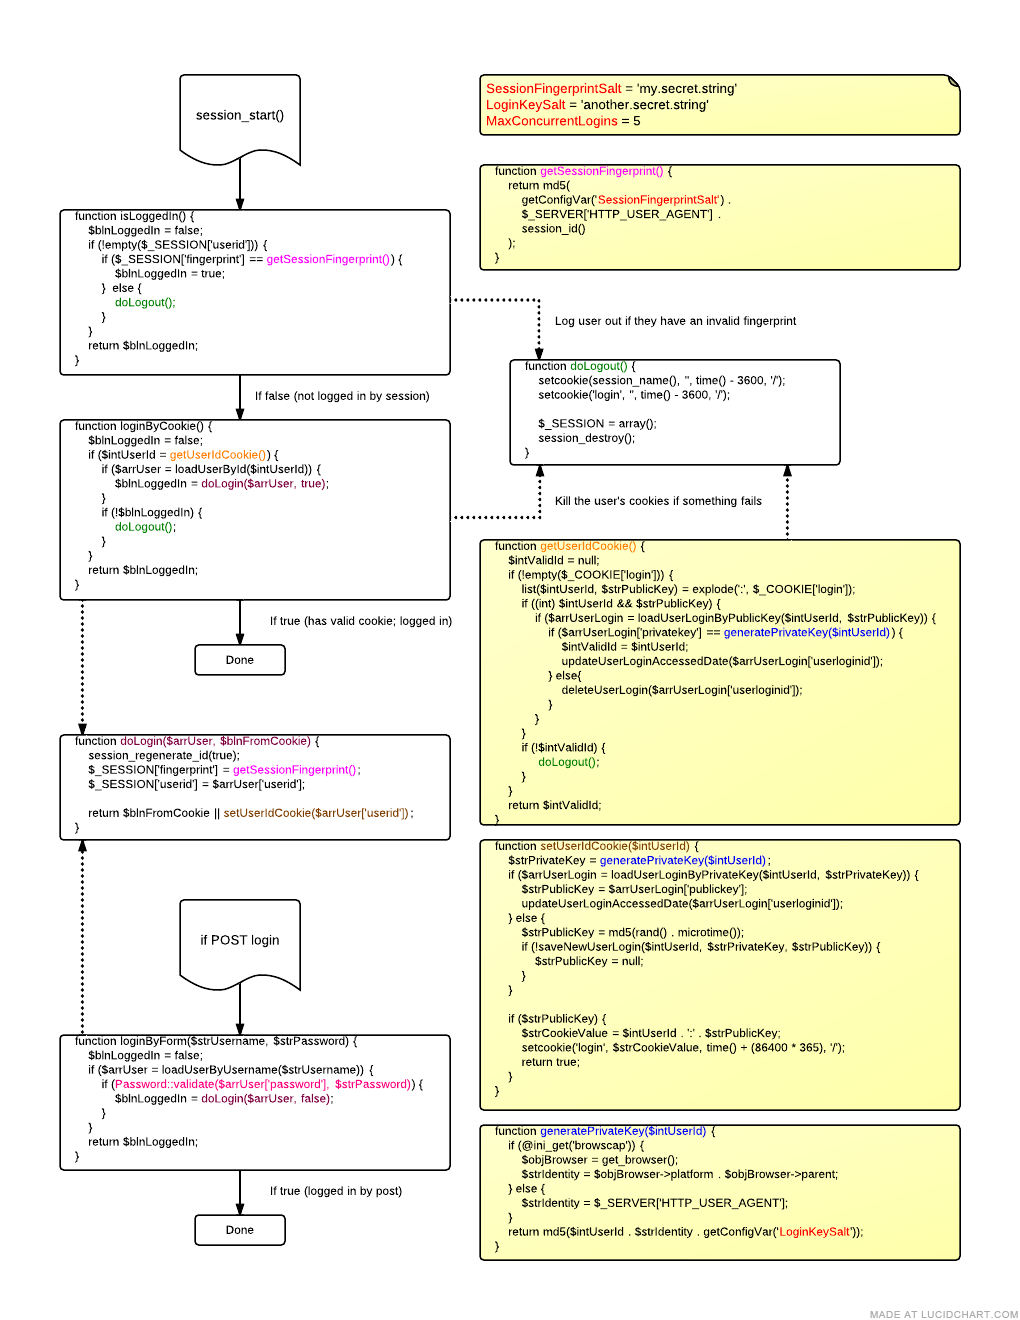 session_start()
function isLoggedIn() {
$blnLoggedIn = false;
if (!empty($_SESSION['userid'])) {
if ($_SESSION['fingerprint'] == getSessionFingerprint()) {
$blnLoggedIn = true;
} else {
doLogout();
}
}
return $blnLoggedIn;
}
If false (not logged in by session)
function loginByCookie() {
$blnLoggedIn = false;
if ($intUserId = getUserIdCookie()) {
if ($arrUser = loadUserById($intUserId)) {
$blnLoggedIn = doLogin($arrUser, true);
}
if (!$blnLoggedIn) {
doLogout();
}
}
return $blnLoggedIn;
}
If true (has valid cookie; logged in)
Done
function doLogin($arrUser, $blnFromCookie) {
session_regenerate_id(true);
$_SESSION['fingerprint'] = getSessionFingerprint();
$_SESSION['userid'] = $arrUser['userid'];
return $blnFromCookie || setUserIdCookie($arrUser['userid']);
}
if POST login
function loginByForm($strUsername, $strPassword) {
$blnLoggedIn = false;
if ($arrUser = loadUserByUsername($strUsername)) {
if (Password::validate($arrUser['password'], $strPassword)) {
$blnLoggedIn = doLogin($arrUser, false);
}
}
return $blnLoggedIn;
}
If true (logged in by post)
Done
SessionFingerprintSalt = 'my.secret.string'
LoginKeySalt = 'another.secret.string'
MaxConcurrentLogins = 5
function getSessionFingerprint() {
return md5(
getConfigVar('SessionFingerprintSalt') .
$_SERVER['HTTP_USER_AGENT'] .
session_id()
);
}
Log user out if they have an invalid fingerprint
function doLogout() {
setcookie(session_name(), '', time() - 3600, '/');
setcookie('login', '', time() - 3600, '/');
$_SESSION = array();
session_destroy();
}
Kill the user's cookies if something fails
function getUserIdCookie() {
$intValidId = null;
if (!empty($_COOKIE['login'])) {
list($intUserId, $strPublicKey) = explode(':', $_COOKIE['login']);
if ((int) $intUserId && $strPublicKey) {
if ($arrUserLogin = loadUserLoginByPublicKey($intUserId, $strPublicKey)) {
if ($arrUserLogin['privatekey'] == generatePrivateKey($intUserId)) {
$intValidId = $intUserId;
updateUserLoginAccessedDate($arrUserLogin['userloginid']);
} else{
deleteUserLogin($arrUserLogin['userloginid']);
}
}
}
if (!$intValidId) {
doLogout();
}
}
return $intValidId;
}
function setUserIdCookie($intUserId) {
$strPrivateKey = generatePrivateKey($intUserId);
if ($arrUserLogin = loadUserLoginByPrivateKey($intUserId, $strPrivateKey)) {
$strPublicKey = $arrUserLogin['publickey'];
updateUserLoginAccessedDate($arrUserLogin['userloginid']);
} else {
$strPublicKey = md5(rand() . microtime());
if (!saveNewUserLogin($intUserId, $strPrivateKey, $strPublicKey)) {
$strPublicKey = null;
}
}
if ($strPublicKey) {
$strCookieValue = $intUserId . ':' . $strPublicKey;
setcookie('login', $strCookieValue, time() + (86400 * 365), '/');
return true;
}
}
function generatePrivateKey($intUserId) {
if (@ini_get('browscap')) {
$objBrowser = get_browser();
$strIdentity = $objBrowser->platform . $objBrowser->parent;
} else {
$strIdentity = $_SERVER['HTTP_USER_AGENT'];
}
return md5($intUserId . $strIdentity . getConfigVar('LoginKeySalt'));
}
MADE AT LUCIDCHART.COM